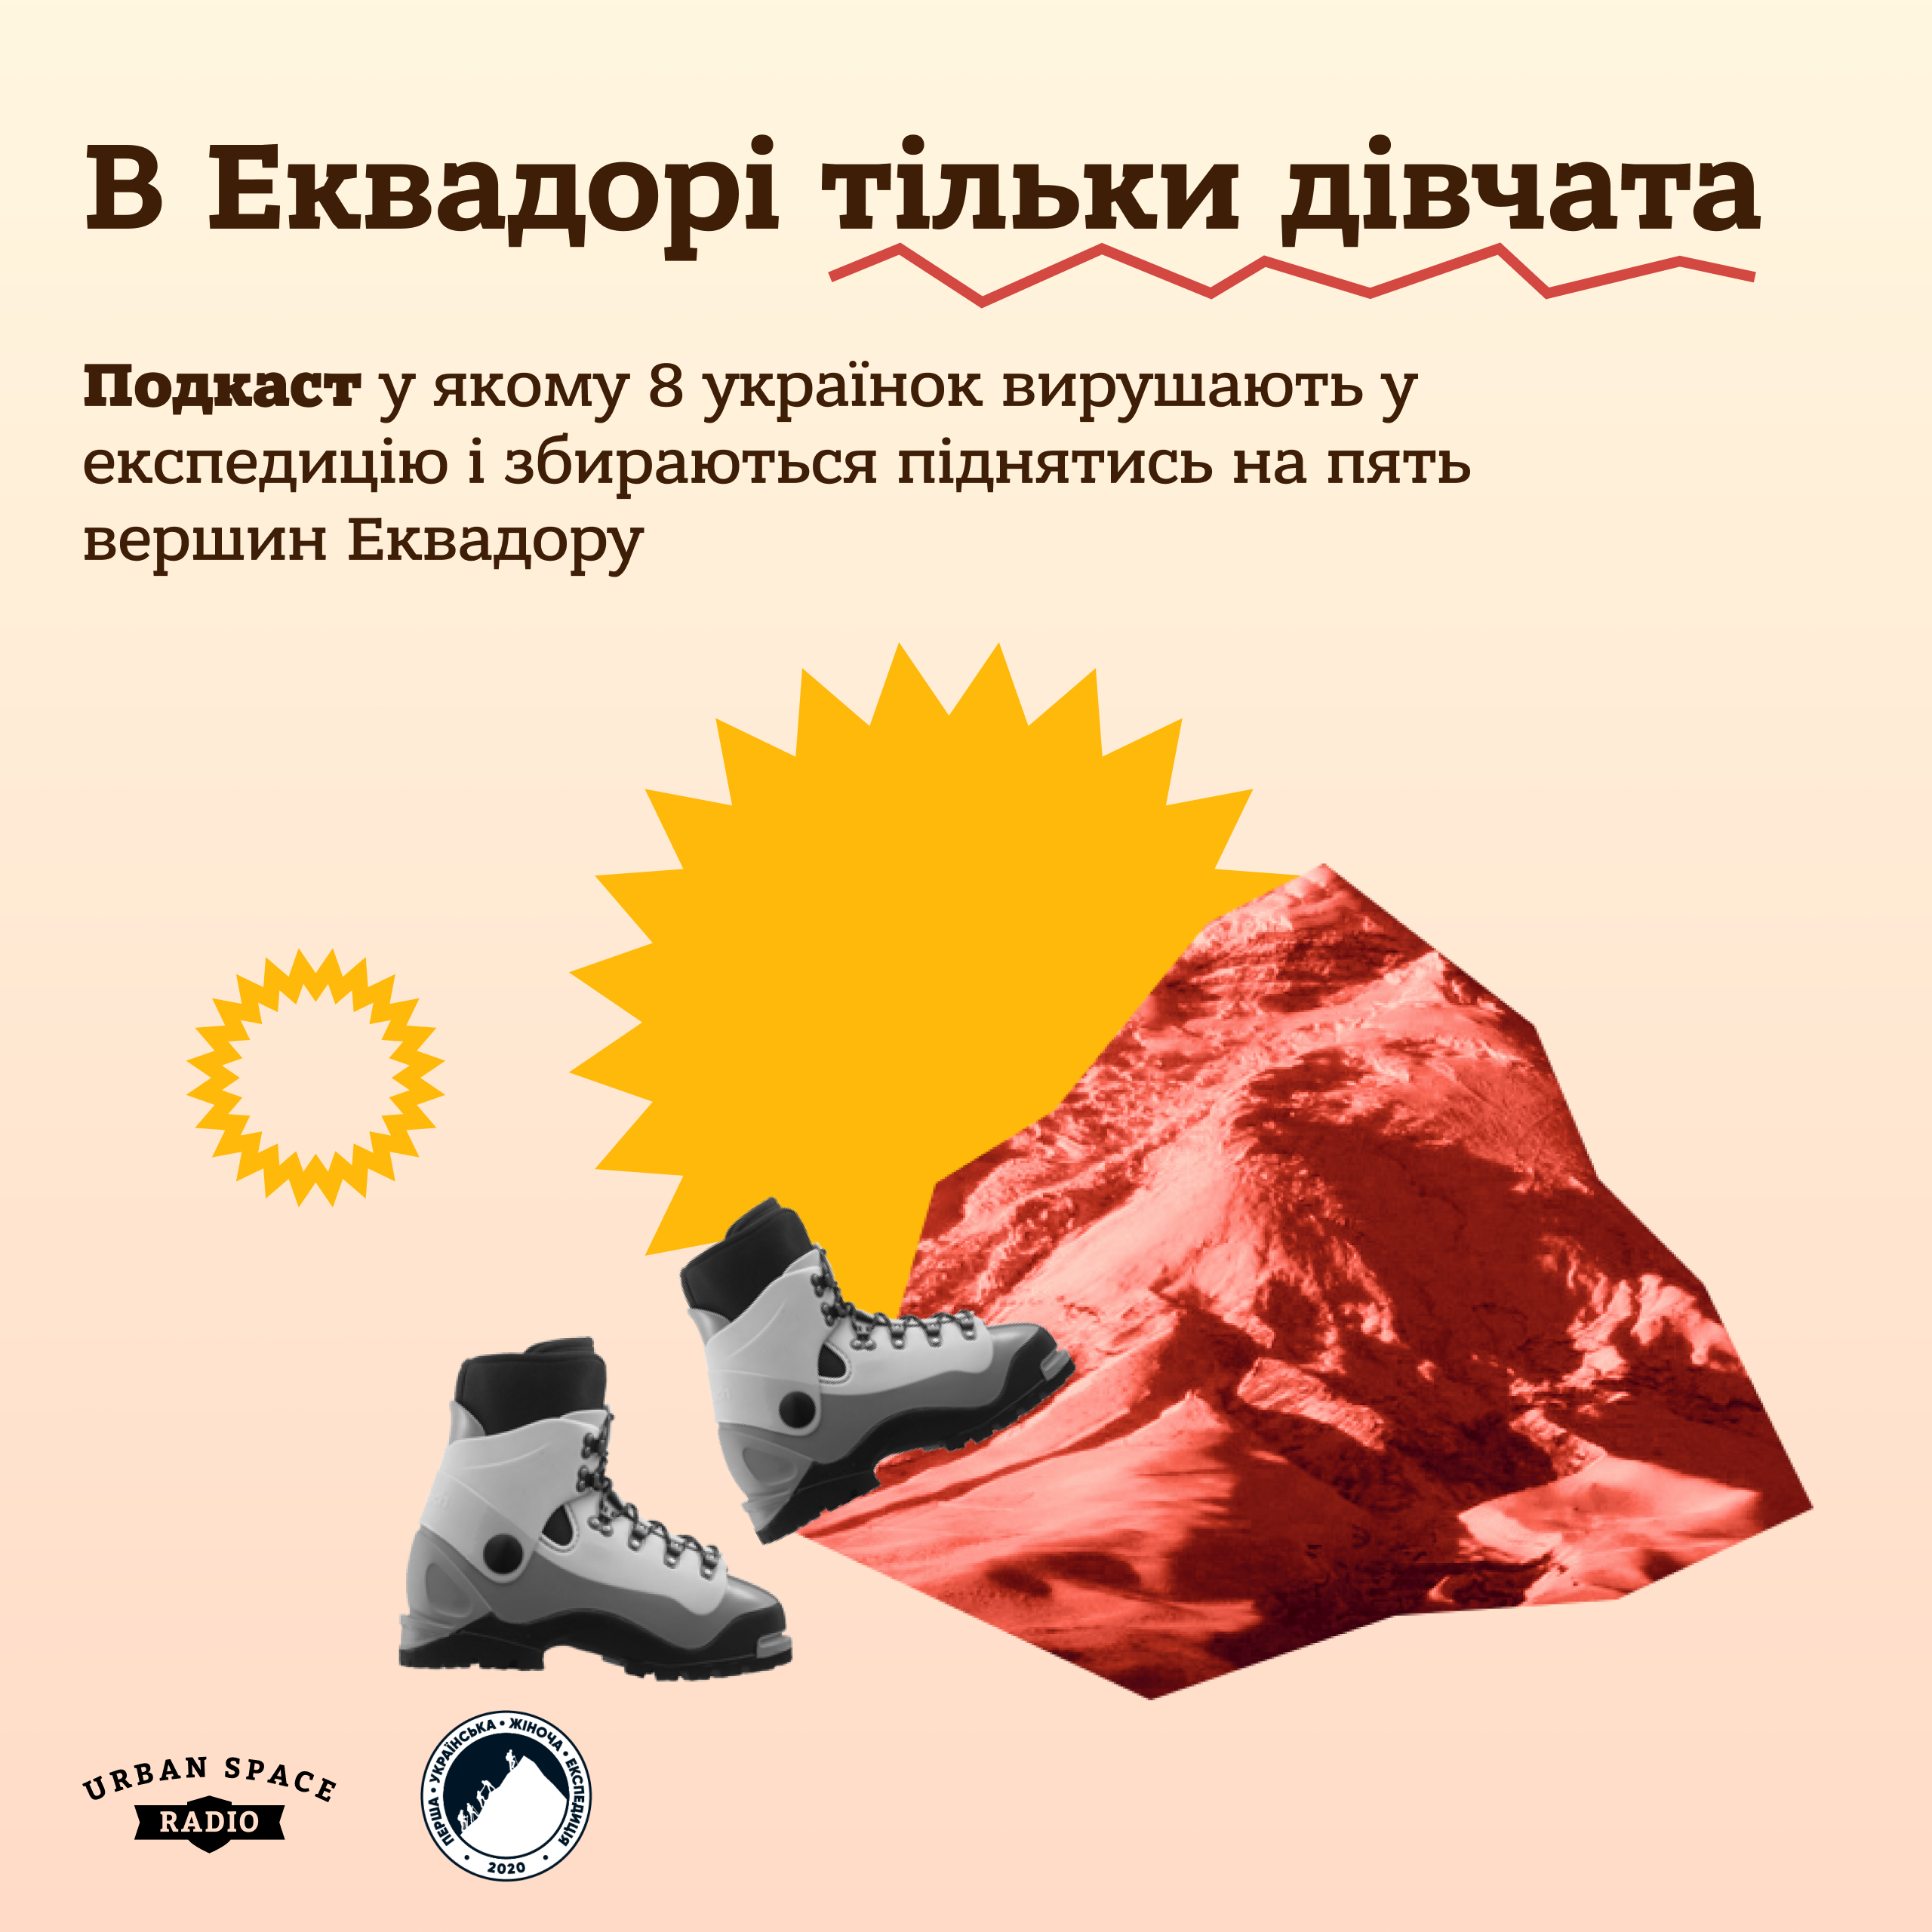 В Еквадорі тільки дівчата
Подкаст у якому 8 українок вирушають у
експедицію і збираються піднятись на пять
вершин Еквадору
URBAN SPACE
RADIO
ПЕРША • УКРАЇНСЬКА • ЖІНОЧА • ЕКСПЕДИЦІЯ
• 2020 •